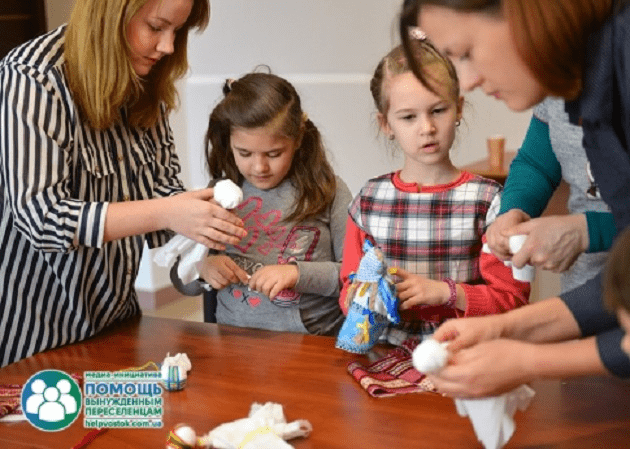 медиа-инициатива
ПОМОЩЬ
ВЫНУЖДЕННЫМ
ПЕРЕСЕЛЕНЦАМ
helpvostok.com.ua